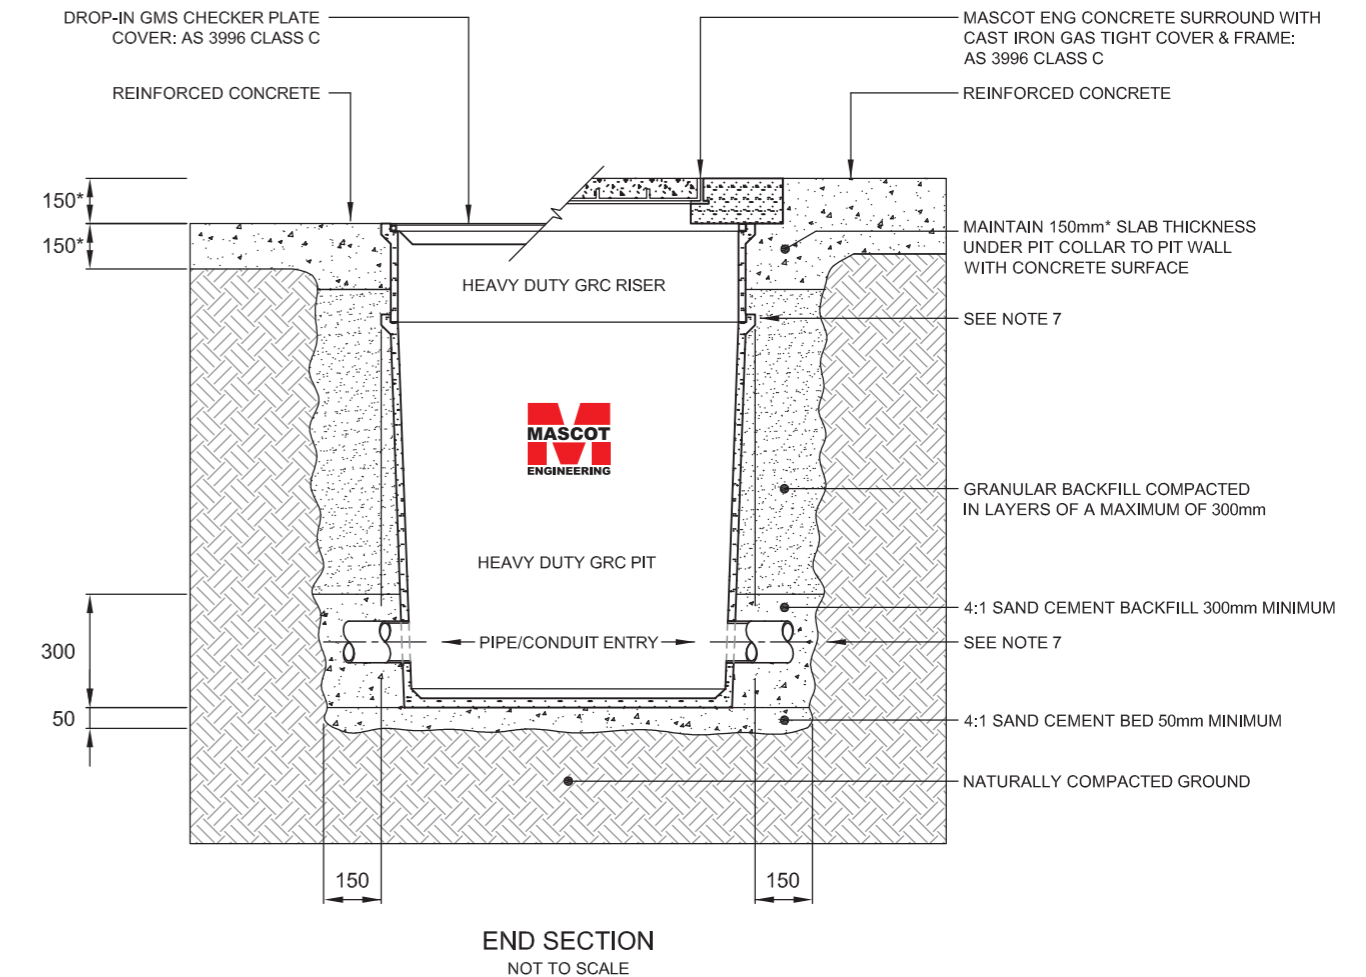 DROP-IN GMS CHECKER PLATE
COVER: AS 3996 CLASS C
REINFORCED CONCRETE
MASCOT ENG CONCRETE SURROUND WITH
CAST IRON GAS TIGHT COVER & FRAME:
AS 3996 CLASS C
REINFORCED CONCRETE
150*
150*
MAINTAIN 150mm* SLAB THICKNESS
UNDER PIT COLLAR TO PIT WALL
WITH CONCRETE SURFACE
HEAVY DUTY GRC RISER
SEE NOTE 7
MASCOT
ENGINEERING
GRANULAR BACKFILL COMPACTED
IN LAYERS OF A MAXIMUM OF 300mm
HEAVY DUTY GRC PIT
4:1 SAND CEMENT BACKFILL 300mm MINIMUM
PIPE/CONDUIT ENTRY
SEE NOTE 7
300
50
4:1 SAND CEMENT BED 50mm MINIMUM
NATURALLY COMPACTED GROUND
150
150
END SECTION
NOT TO SCALE